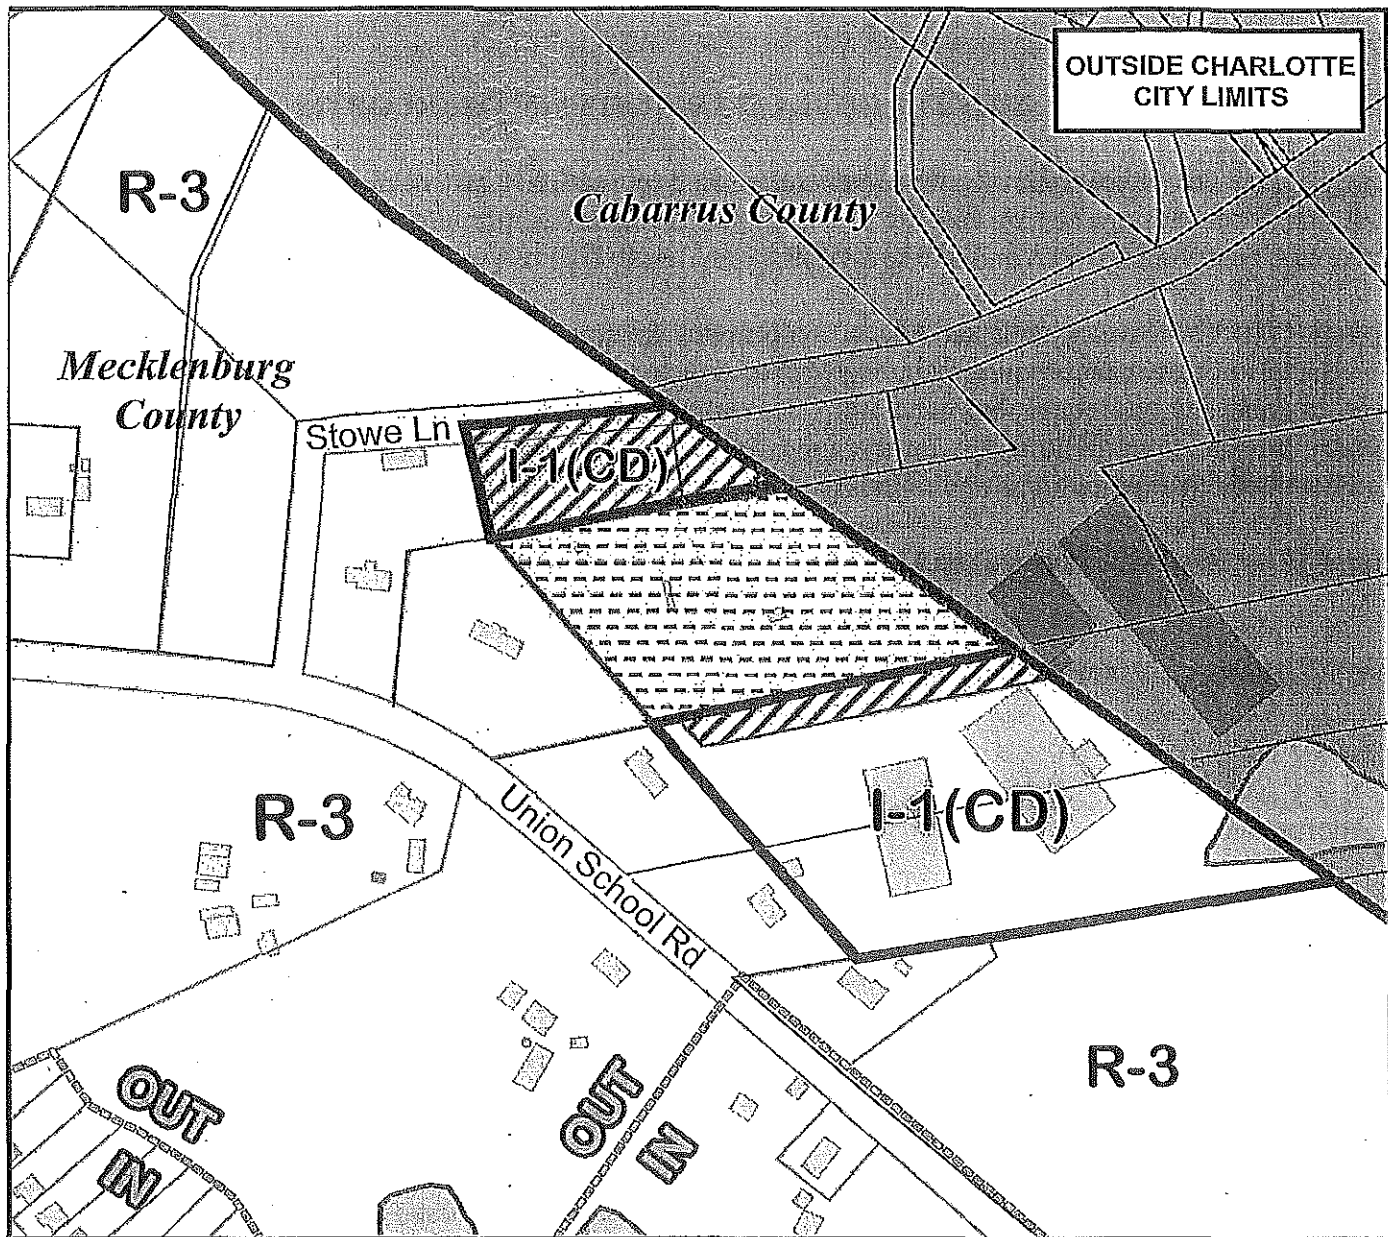 OUTSIDE CHARLOTTE
CITY LIMITS
R-3
Cabarrus County
Mecklenburg
County
Stowe Ln
I-1(CD)
Union School Rd
R-3
I-1(CD)
R-3
OUT
IN
OUT
IN